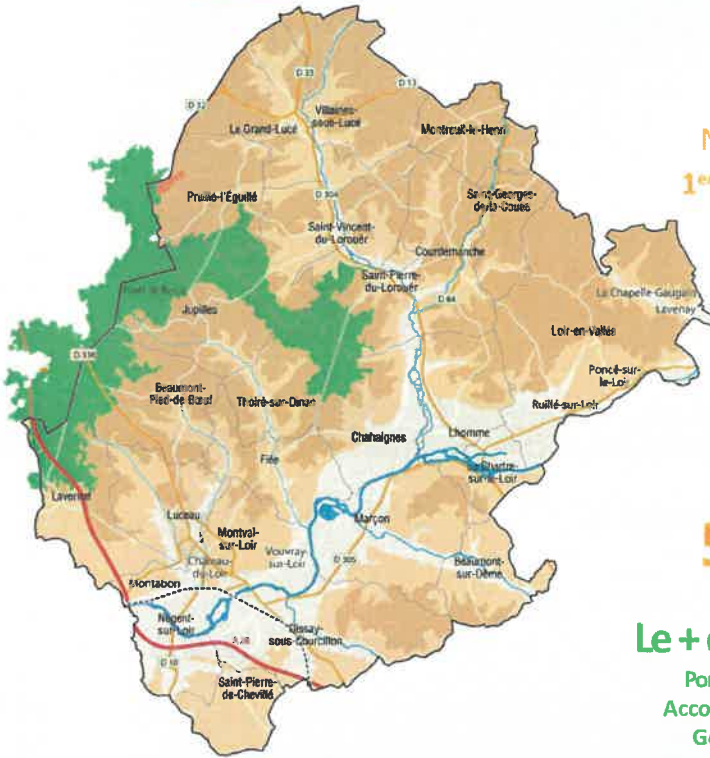 D 33
D 13
D 32
Villaines-
sous-Lucé
Le Grand-Lucé
Montreuil-le-Henri
Pruillé-l'Éguillé
D 304
Saint-Georges-
de-la-Couée
Saint-Vincent-
du-Lorouër
Courdemanche
Saint-Pierre-
du-Lorouër
La Chapelle-Gaugain
Lavenay
D 64
Jupilles
Loir-en-Vallée
D 338
Poncé-sur-
le-Loir
Beaumont-
Pied-de-Bœuf
Thoiré-sur-Dinan
Ruillé-sur-Loir
Chahaignes
Lhomme
Flée
La Chartre-
sur-le-Loir
Lavernat
Luceau
Marçon
Montval-
sur-Loir
Vouvray-
sur-Loir
Château-
du-Loir
D 305
Beaumont-
sur-Dême
Montabon
Nogent-
sur-Loir
Dissay-
sous-Courcillon
A 28
D 10
Saint-Pierre-
de-Chevillé
N
1er
5
Le +
Acco